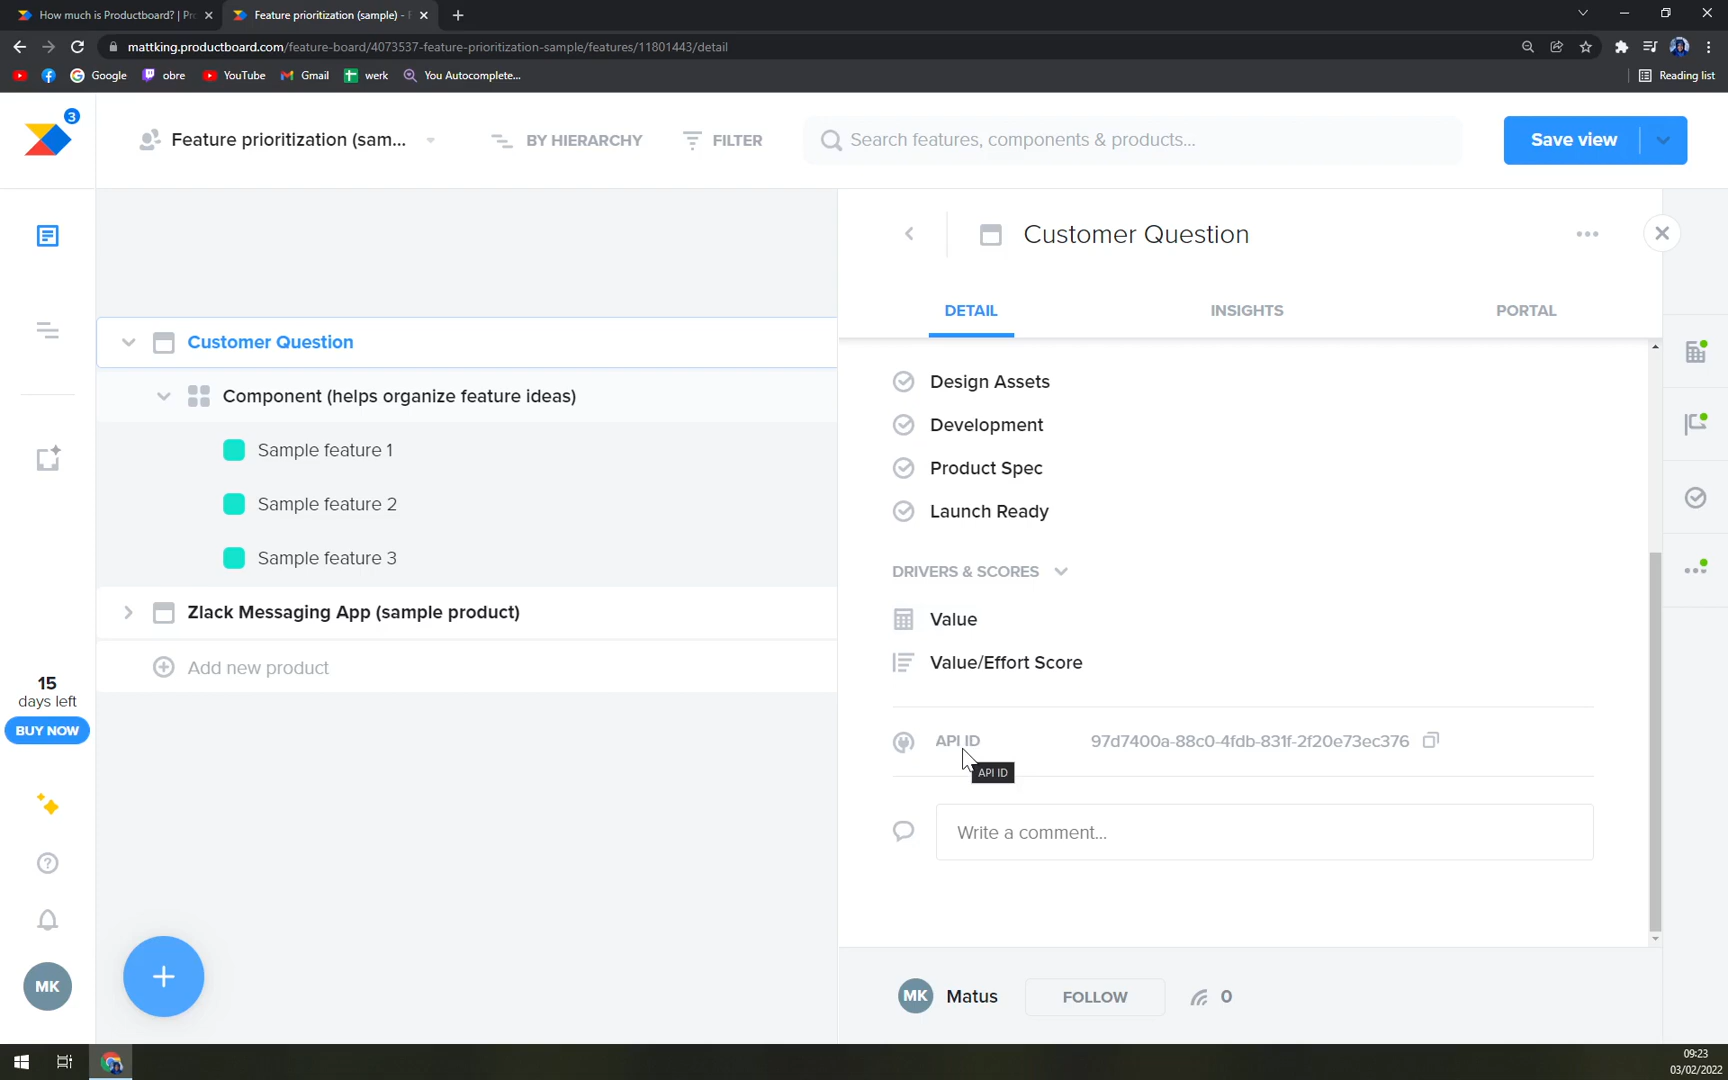 How much is Productboard? | Pr
Feature prioritization (sample) - F
mattking.productboard.com/feature-board/4073537-feature-prioritization-sample/features/11801443/detail
Google
obre
YouTube
Gmail
werk
You Autocomplete...
Reading list
3
Feature prioritization (sam...
BY HIERARCHY
FILTER
Search features, components & products...
Save view
Customer Question
DETAIL
INSIGHTS
PORTAL
Customer Question
Component (helps organize feature ideas)
Sample feature 1
Sample feature 2
Sample feature 3
Zlack Messaging App (sample product)
Add new product
Design Assets
Development
Product Spec
Launch Ready
DRIVERS & SCORES
Value
Value/Effort Score
API ID
97d7400a-88c0-4fdb-831f-2f20e73ec376
API ID
Write a comment...
15
days left
BUY NOW
MK
MK
Matus
FOLLOW
0
09:23
03/02/2022